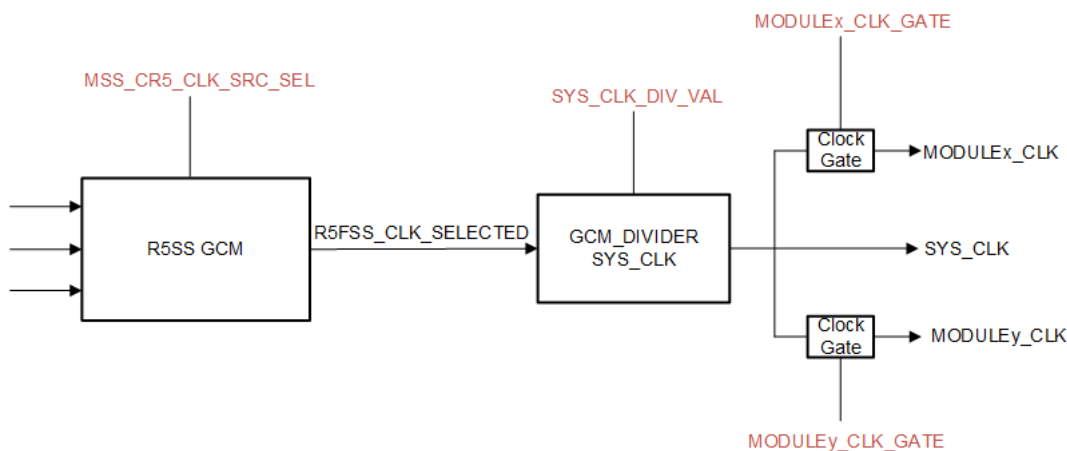 MODULEx_CLK_GATE
MSS_CR5_CLK_SRC_SEL
SYS_CLK_DIV_VAL
Clock
Gate
MODULEx_CLK
R5SS GCM
R5FSS_CLK_SELECTED
GCM_DIVIDER
SYS_CLK
SYS_CLK
Clock
Gate
MODULEy_CLK
MODULEy_CLK_GATE